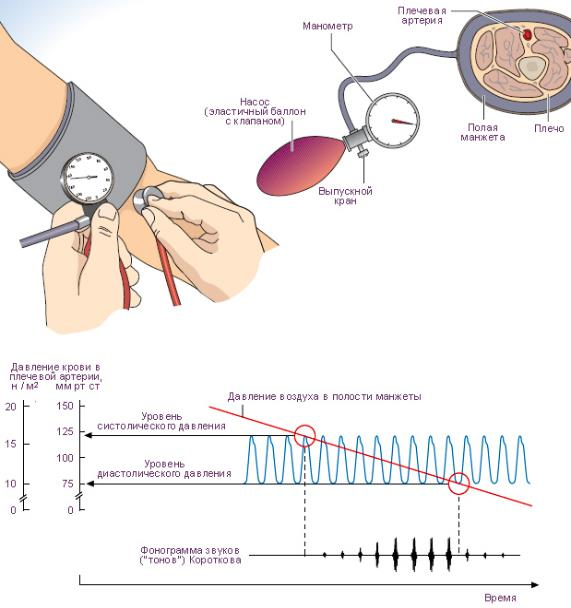 Плечевая
артерия
Манометр
Насос
(эластичный баллон
с клапаном)
Полая
манжета
Плечо
Выпускной
кран
Давление крови в
плечевой артерии,
н / м² мм рт ст
Давление воздуха в полости манжеты
20 150
Уровень
систолического давления
125
15
100
Уровень
диастолического давления
10 75
0 0
Фонограмма звуков
("тонов") Короткова
Время